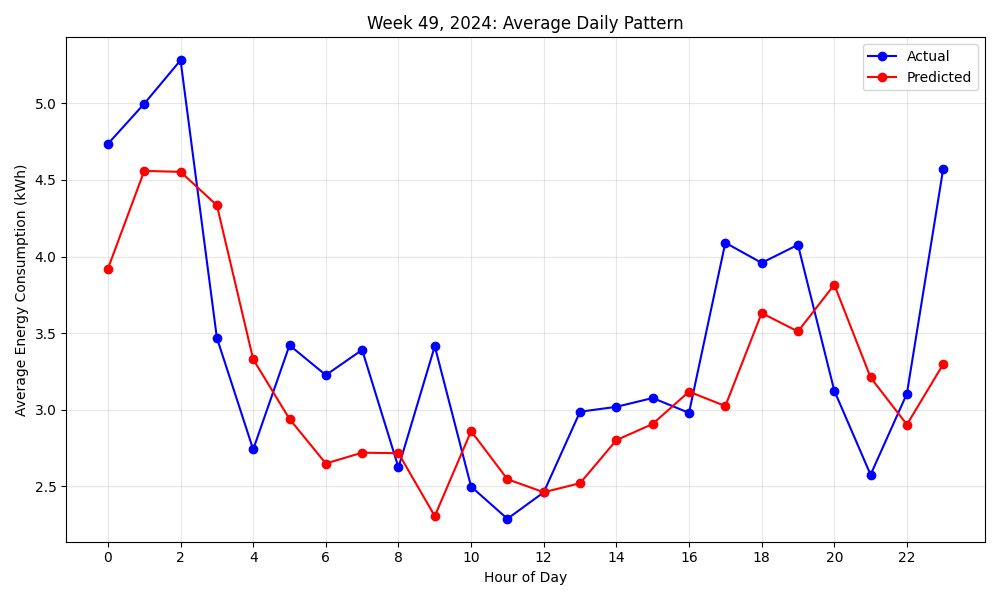 Week 49, 2024: Average Daily Pattern
Actual
Predicted
Average Energy Consumption (kWh)
5.0
4.5
4.0
3.5
3.0
2.5
0 2 4 6 8 10 12 14 16 18 20 22
Hour of Day